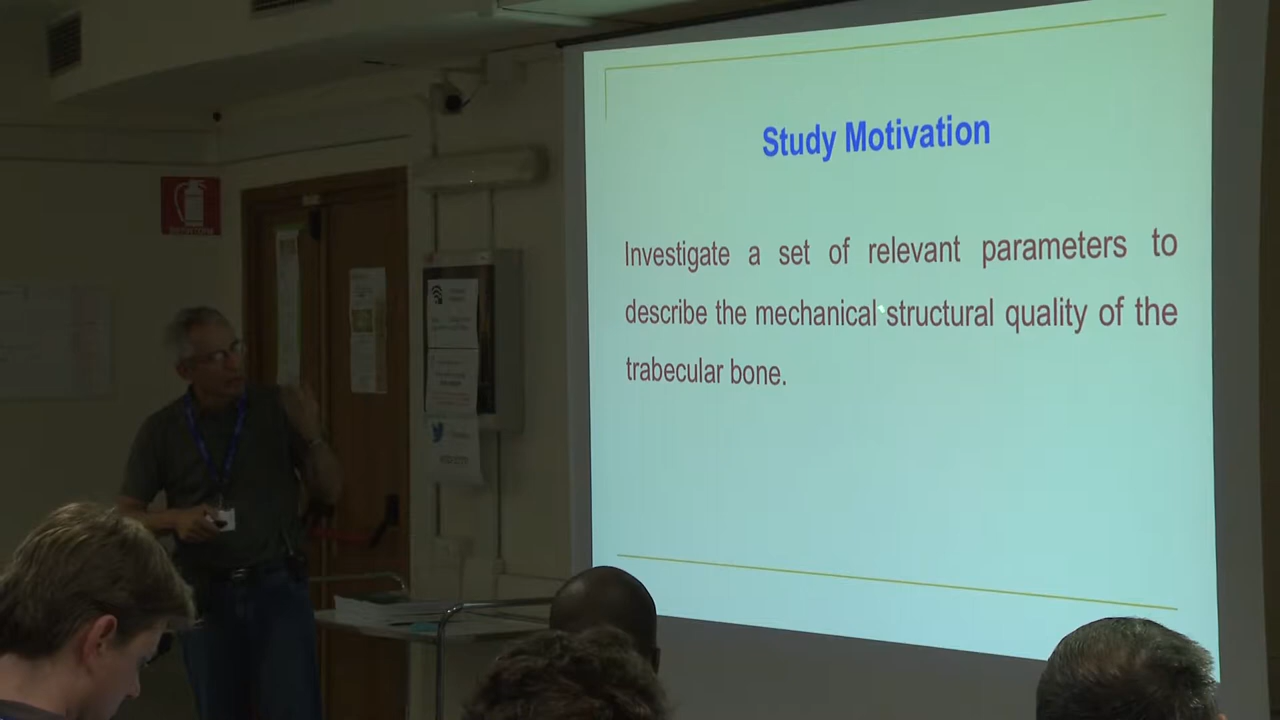 Study Motivation
Investigate a set of relevant parameters to
describe the mechanical structural quality of the
trabecular bone.